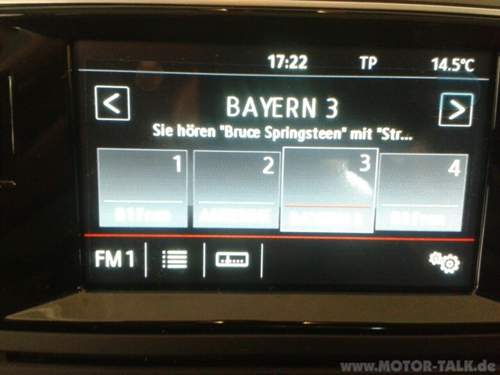 17:22 TP 14.5°C
< BAYERN 3 >
Sie hören "Bruce Springsteen" mit "Str...
1 2 3 4
FM1
www.MOTOR-TALK.de